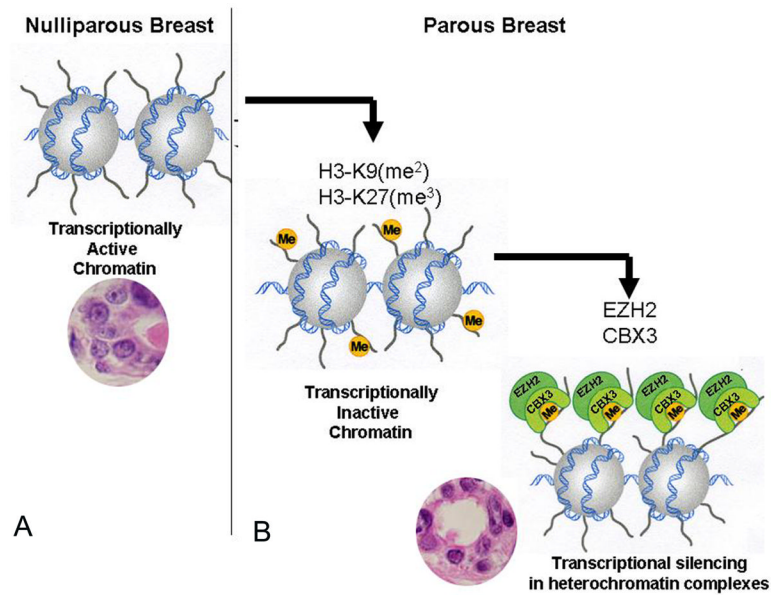 Nulliparous Breast
Parous Breast
Transcriptionally
Active
Chromatin
A
H3-K9(me²)
H3-K27(me³)
Me
Me
Me
Me
Transcriptionally
Inactive
Chromatin
B
EZH2
CBX3
EZH2
CBX3
Me
EZH2
CBX3
Me
EZH2
CBX3
Me
EZH2
CBX3
Me
Transcriptional silencing
in heterochromatin complexes